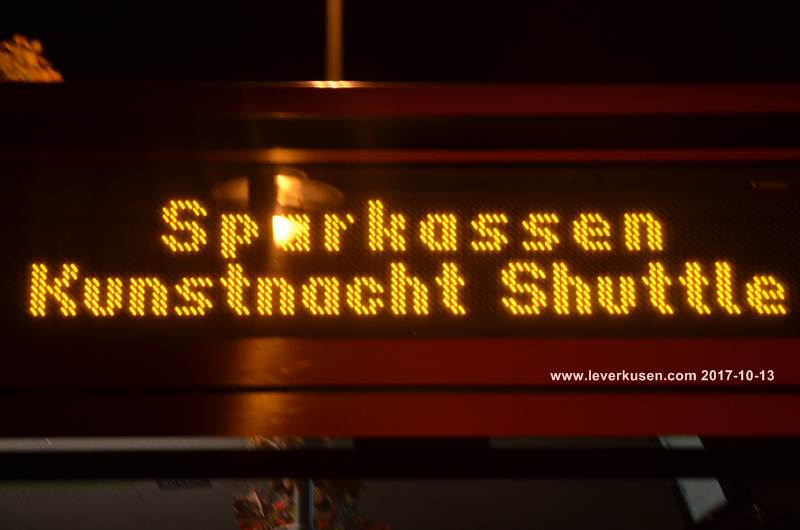 Sparkassen
Kunstnacht Shuttle
www.leverkusen.com 2017-10-13